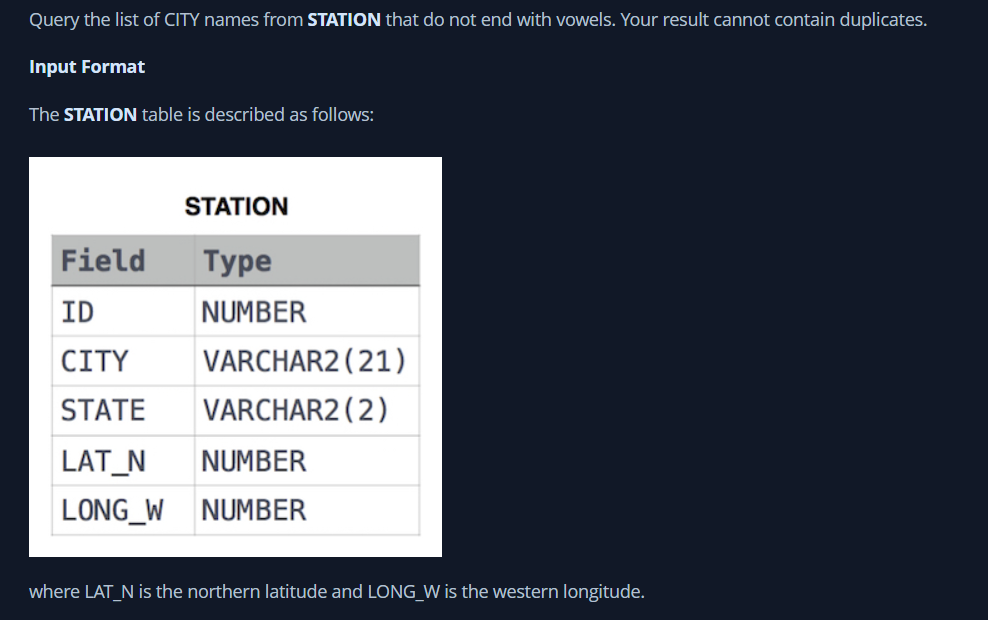 Query the list of CITY names from STATION that do not end with vowels. Your result cannot contain duplicates.
Input Format
The STATION table is described as follows:
STATION
Field Type
ID NUMBER
CITY VARCHAR2(21)
STATE VARCHAR2(2)
LAT_N NUMBER
LONG_W NUMBER
where LAT_N is the northern latitude and LONG_W is the western longitude.